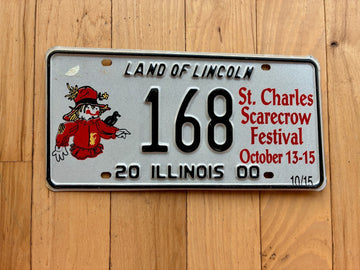 LAND OF LINCOLN
168
St. Charles
Scarecrow
Festival
October 13-15
20 ILLINOIS 00
10/15